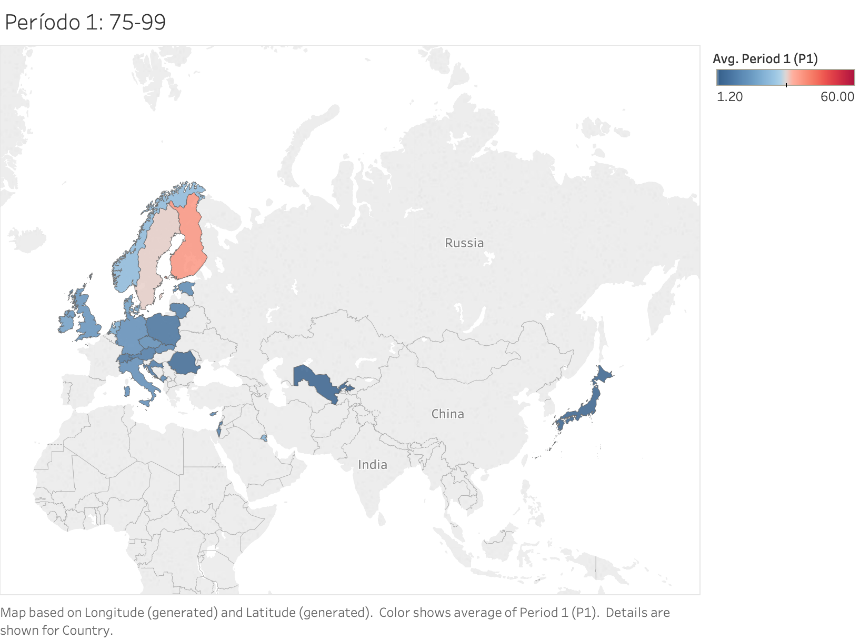 Período 1: 75-99
Avg. Period 1 (P1)
1.20 60.00
Russia
China
India
Map based on Longitude (generated) and Latitude (generated).  Color shows average of Period 1 (P1).  Details are
shown for Country.